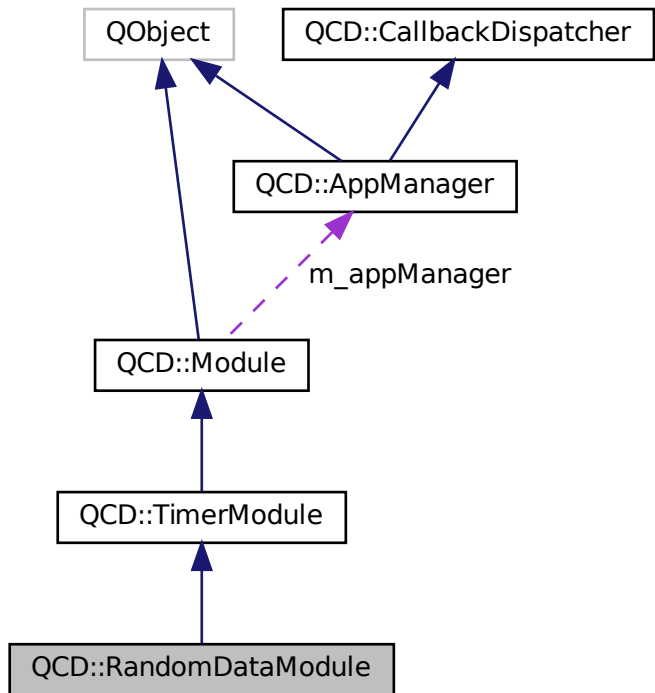 QObject
QCD::CallbackDispatcher
QCD::AppManager
m_appManager
QCD::Module
QCD::TimerModule
QCD::RandomDataModule